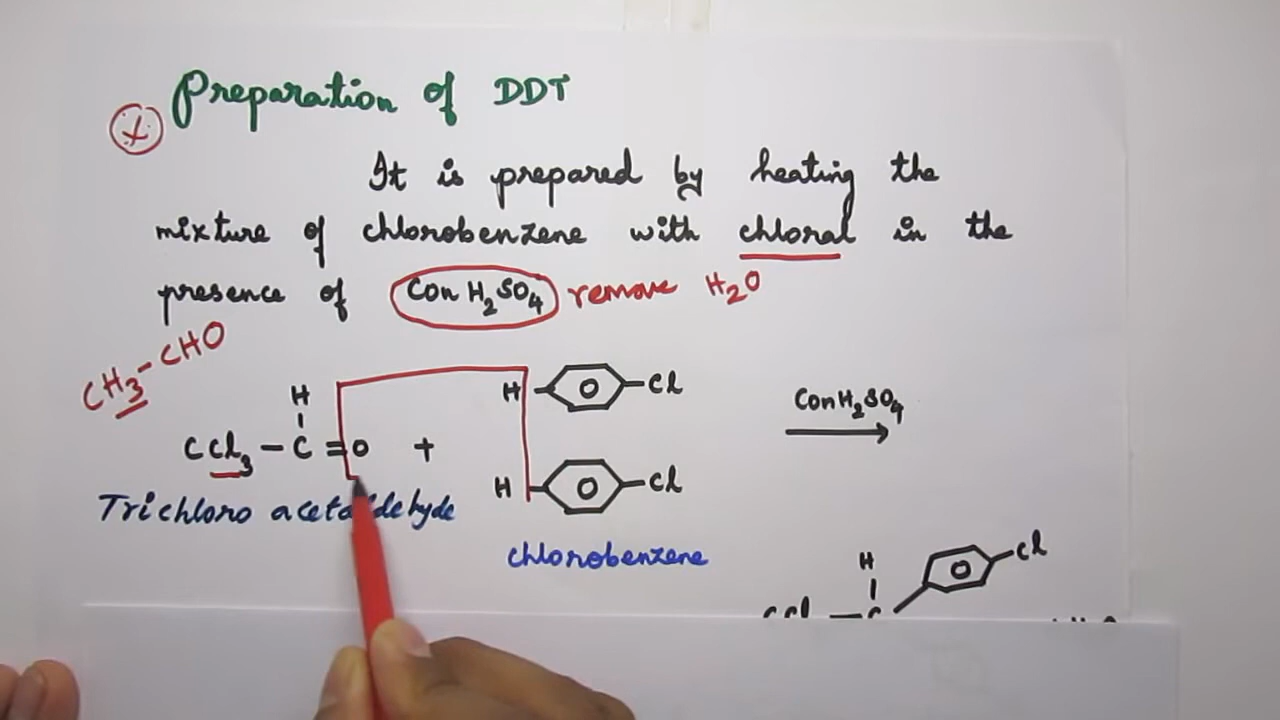 Preparation of DDT
It is prepared by heating the
mixture of chlorobenzene with chloral in the
presence of Con H₂SO₄ remove H₂O
CH₃-CHO
H
H Cl
Con H₂SO₄
CCl₃ - C = O +
H Cl
Trichloro acetaldehyde
chlorobenzene
H Cl